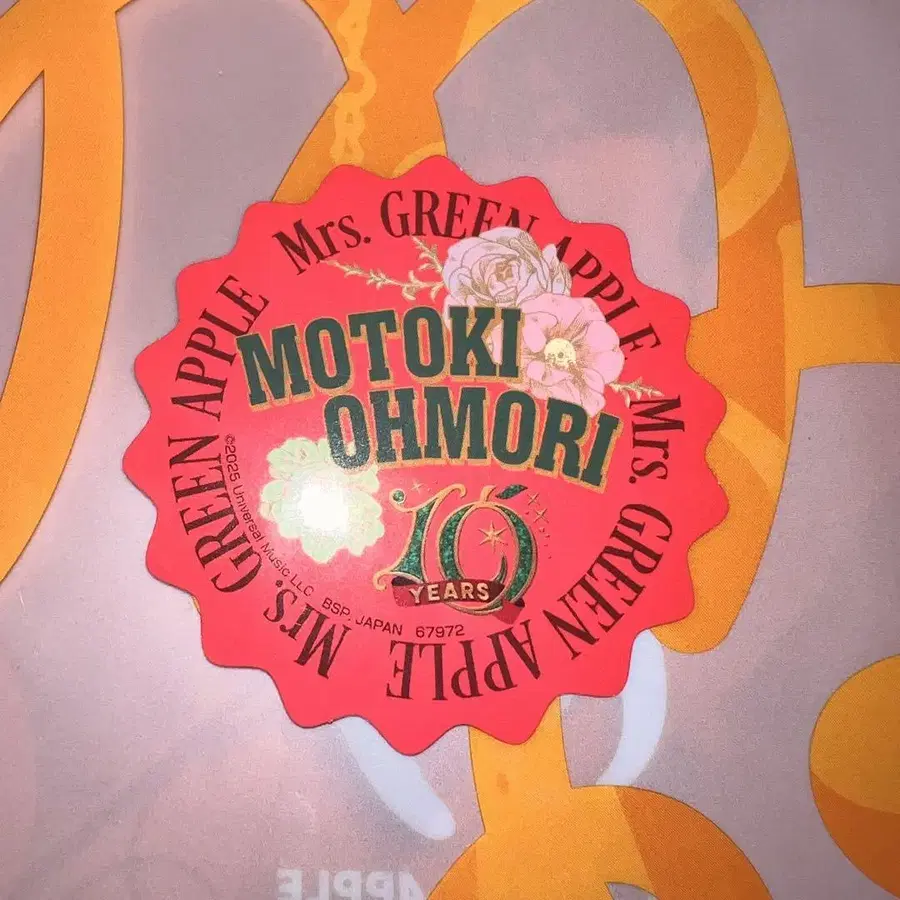 Mrs. GREEN APPLE
Mrs. GREEN APPLE
Mrs. GREEN APPLE
MOTOKI
OHMORI
10
YEARS
©2025 Universal Music LLC BSP, JAPAN 67972
APPLE